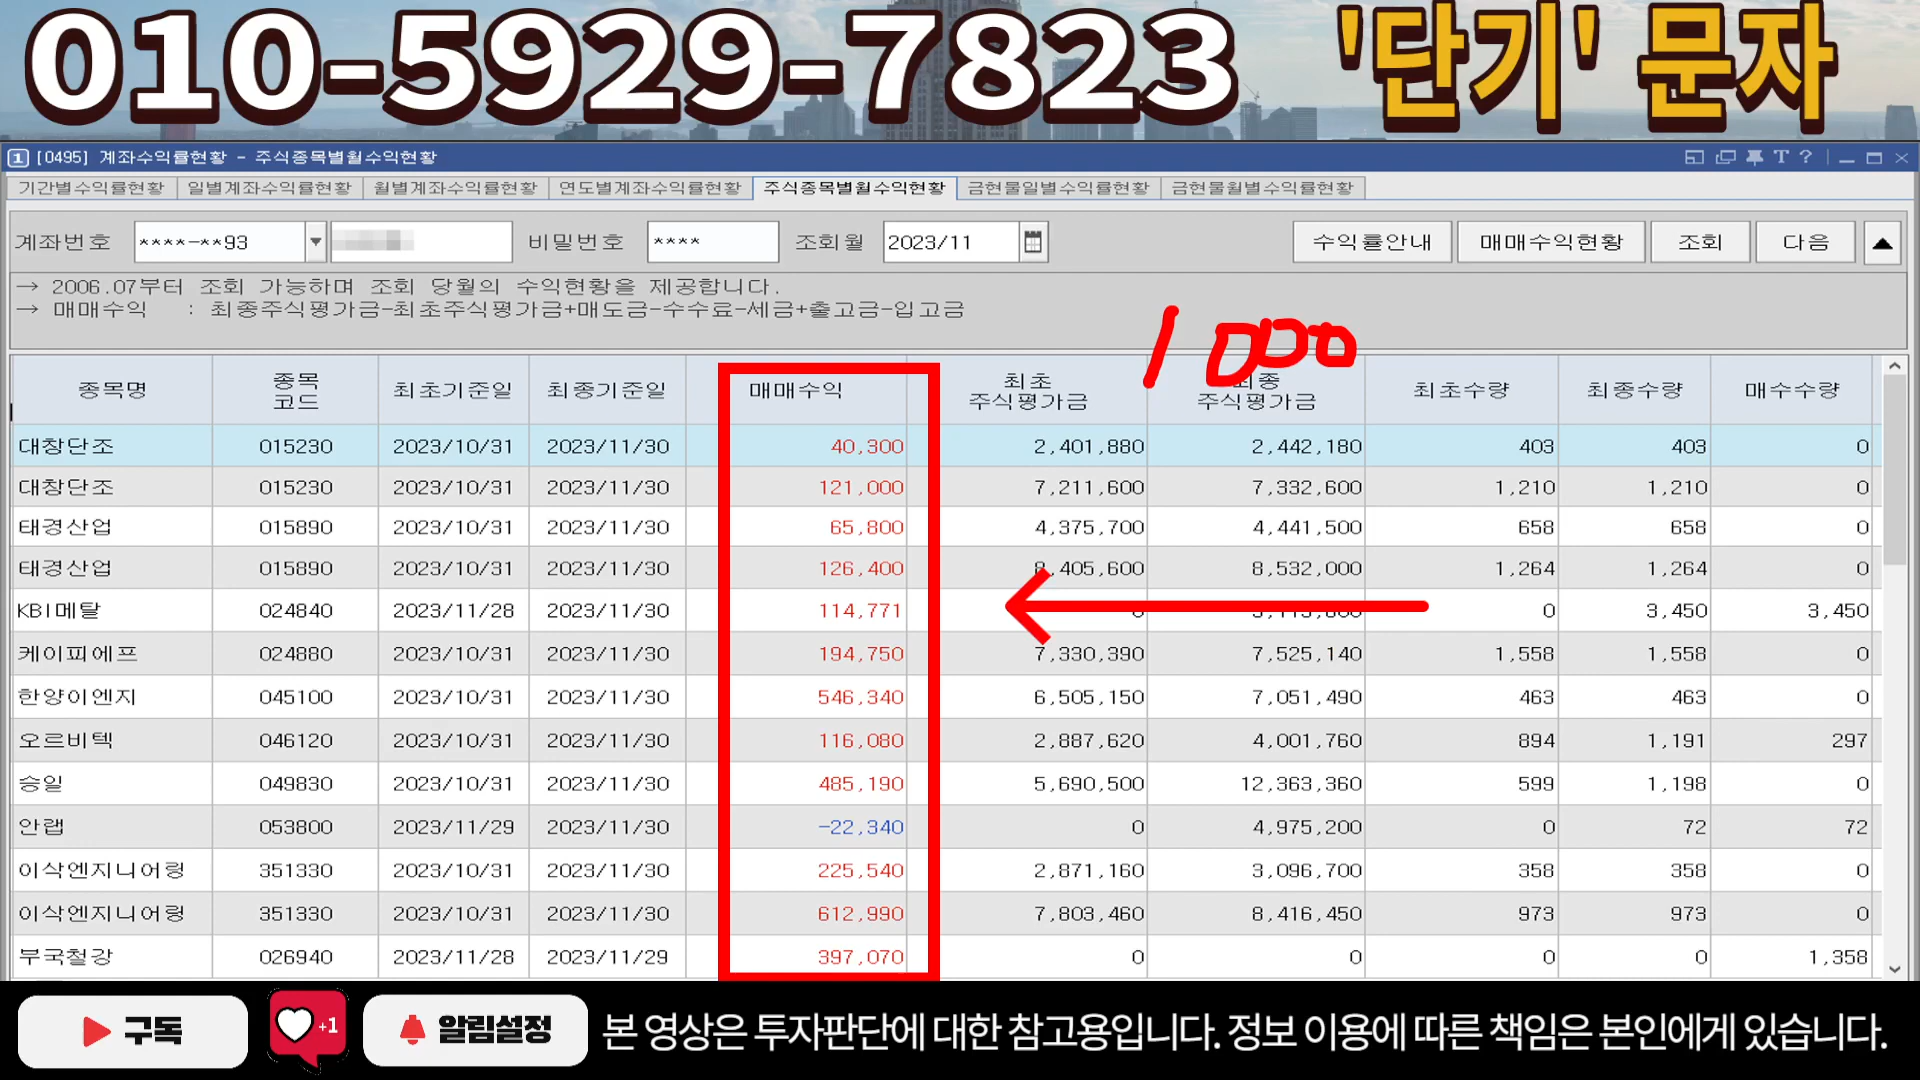 010-5929-7823 '단기' 문자
1 [0495] 계좌수익률현황 - 주식종목별월수익현황
기간별수익률현황 일별계좌수익률현황 월별계좌수익률현황 연도별계좌수익률현황 주식종목별월수익현황 금현물일별수익률현황 금현물월별수익률현황
계좌번호 ****-**93 비밀번호 **** 조회월 2023/11 수익률안내 매매수익현황 조회 다음
→ 2006.07부터 조회 가능하며 조회 당월의 수익현황을 제공합니다.
→ 매매수익 : 최종주식평가금-최초주식평가금+매도금-수수료-세금+출고금-입고금
1000
종목명 종목코드 최초기준일 최종기준일 매매수익 최초주식평가금 최종주식평가금 최초수량 최종수량 매수수량
대창단조 015230 2023/10/31 2023/11/30 40,300 2,401,880 2,442,180 403 403 0
대창단조 015230 2023/10/31 2023/11/30 121,000 7,211,600 7,332,600 1,210 1,210 0
태경산업 015890 2023/10/31 2023/11/30 65,800 4,375,700 4,441,500 658 658 0
태경산업 015890 2023/10/31 2023/11/30 126,400 8,405,600 8,532,000 1,264 1,264 0
KBI메탈 024840 2023/11/28 2023/11/30 114,771 0 0 3,450 3,450
케이피에프 024880 2023/10/31 2023/11/30 194,750 7,330,390 7,525,140 1,558 1,558 0
한양이엔지 045100 2023/10/31 2023/11/30 546,340 6,505,150 7,051,490 463 463 0
오르비텍 046120 2023/10/31 2023/11/30 116,080 2,887,620 4,001,760 894 1,191 297
승일 049830 2023/10/31 2023/11/30 485,190 5,690,500 12,363,360 599 1,198 0
안랩 053800 2023/11/29 2023/11/30 -22,340 0 4,975,200 0 72 72
이삭엔지니어링 351330 2023/10/31 2023/11/30 225,540 2,871,160 3,096,700 358 358 0
이삭엔지니어링 351330 2023/10/31 2023/11/30 612,990 7,803,460 8,416,450 973 973 0
부국철강 026940 2023/11/28 2023/11/29 397,070 0 0 0 0 1,358
구독 +1 알림설정 본 영상은 투자판단에 대한 참고용입니다. 정보 이용에 따른 책임은 본인에게 있습니다.